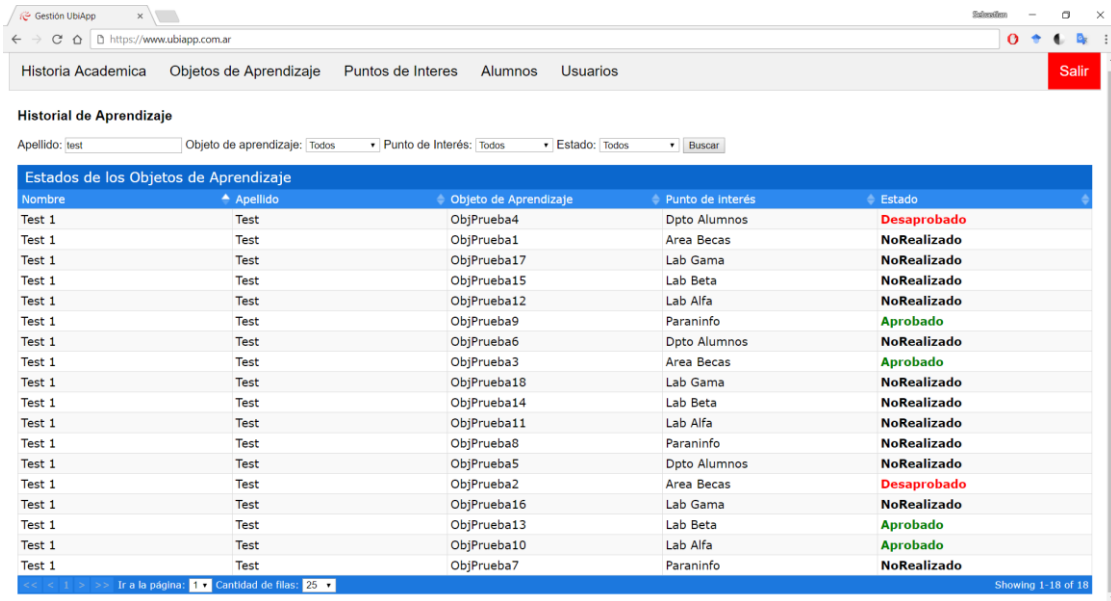 Gestión UbiApp
Sebastian
https://www.ubiapp.com.ar
Historia Academica Objetos de Aprendizaje Puntos de Interes Alumnos Usuarios Salir
Historial de Aprendizaje
Apellido: test Objeto de aprendizaje: Todos Punto de Interés: Todos Estado: Todos Buscar
Estados de los Objetos de Aprendizaje
Nombre Apellido Objeto de Aprendizaje Punto de interés Estado
Test 1 Test ObjPrueba4 Dpto Alumnos Desaprobado
Test 1 Test ObjPrueba1 Area Becas NoRealizado
Test 1 Test ObjPrueba17 Lab Gama NoRealizado
Test 1 Test ObjPrueba15 Lab Beta NoRealizado
Test 1 Test ObjPrueba12 Lab Alfa NoRealizado
Test 1 Test ObjPrueba9 Paraninfo Aprobado
Test 1 Test ObjPrueba6 Dpto Alumnos NoRealizado
Test 1 Test ObjPrueba3 Area Becas Aprobado
Test 1 Test ObjPrueba18 Lab Gama NoRealizado
Test 1 Test ObjPrueba14 Lab Beta NoRealizado
Test 1 Test ObjPrueba11 Lab Alfa NoRealizado
Test 1 Test ObjPrueba8 Paraninfo NoRealizado
Test 1 Test ObjPrueba5 Dpto Alumnos NoRealizado
Test 1 Test ObjPrueba2 Area Becas Desaprobado
Test 1 Test ObjPrueba16 Lab Gama NoRealizado
Test 1 Test ObjPrueba13 Lab Beta Aprobado
Test 1 Test ObjPrueba10 Lab Alfa Aprobado
Test 1 Test ObjPrueba7 Paraninfo NoRealizado
<< < 1 > >> Ir a la página: 1 Cantidad de filas: 25 Showing 1-18 of 18